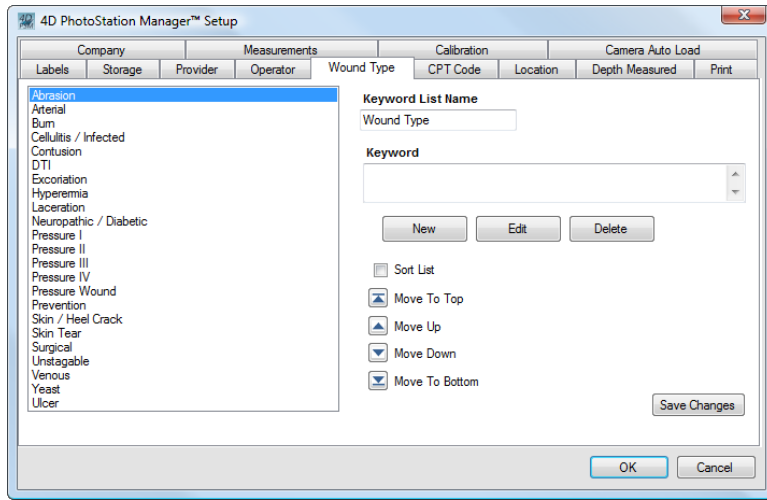 4D PhotoStation Manager™ Setup
Company Measurements Calibration Camera Auto Load
Labels Storage Provider Operator Wound Type CPT Code Location Depth Measured Print
Abrasion
Arterial
Burn
Cellulitis / Infected
Contusion
DTI
Excoriation
Hyperemia
Laceration
Neuropathic / Diabetic
Pressure I
Pressure II
Pressure III
Pressure IV
Pressure Wound
Prevention
Skin / Heel Crack
Skin Tear
Surgical
Unstagable
Venous
Yeast
Ulcer
Keyword List Name
Wound Type
Keyword
New Edit Delete
Sort List
Move To Top
Move Up
Move Down
Move To Bottom
Save Changes
OK Cancel